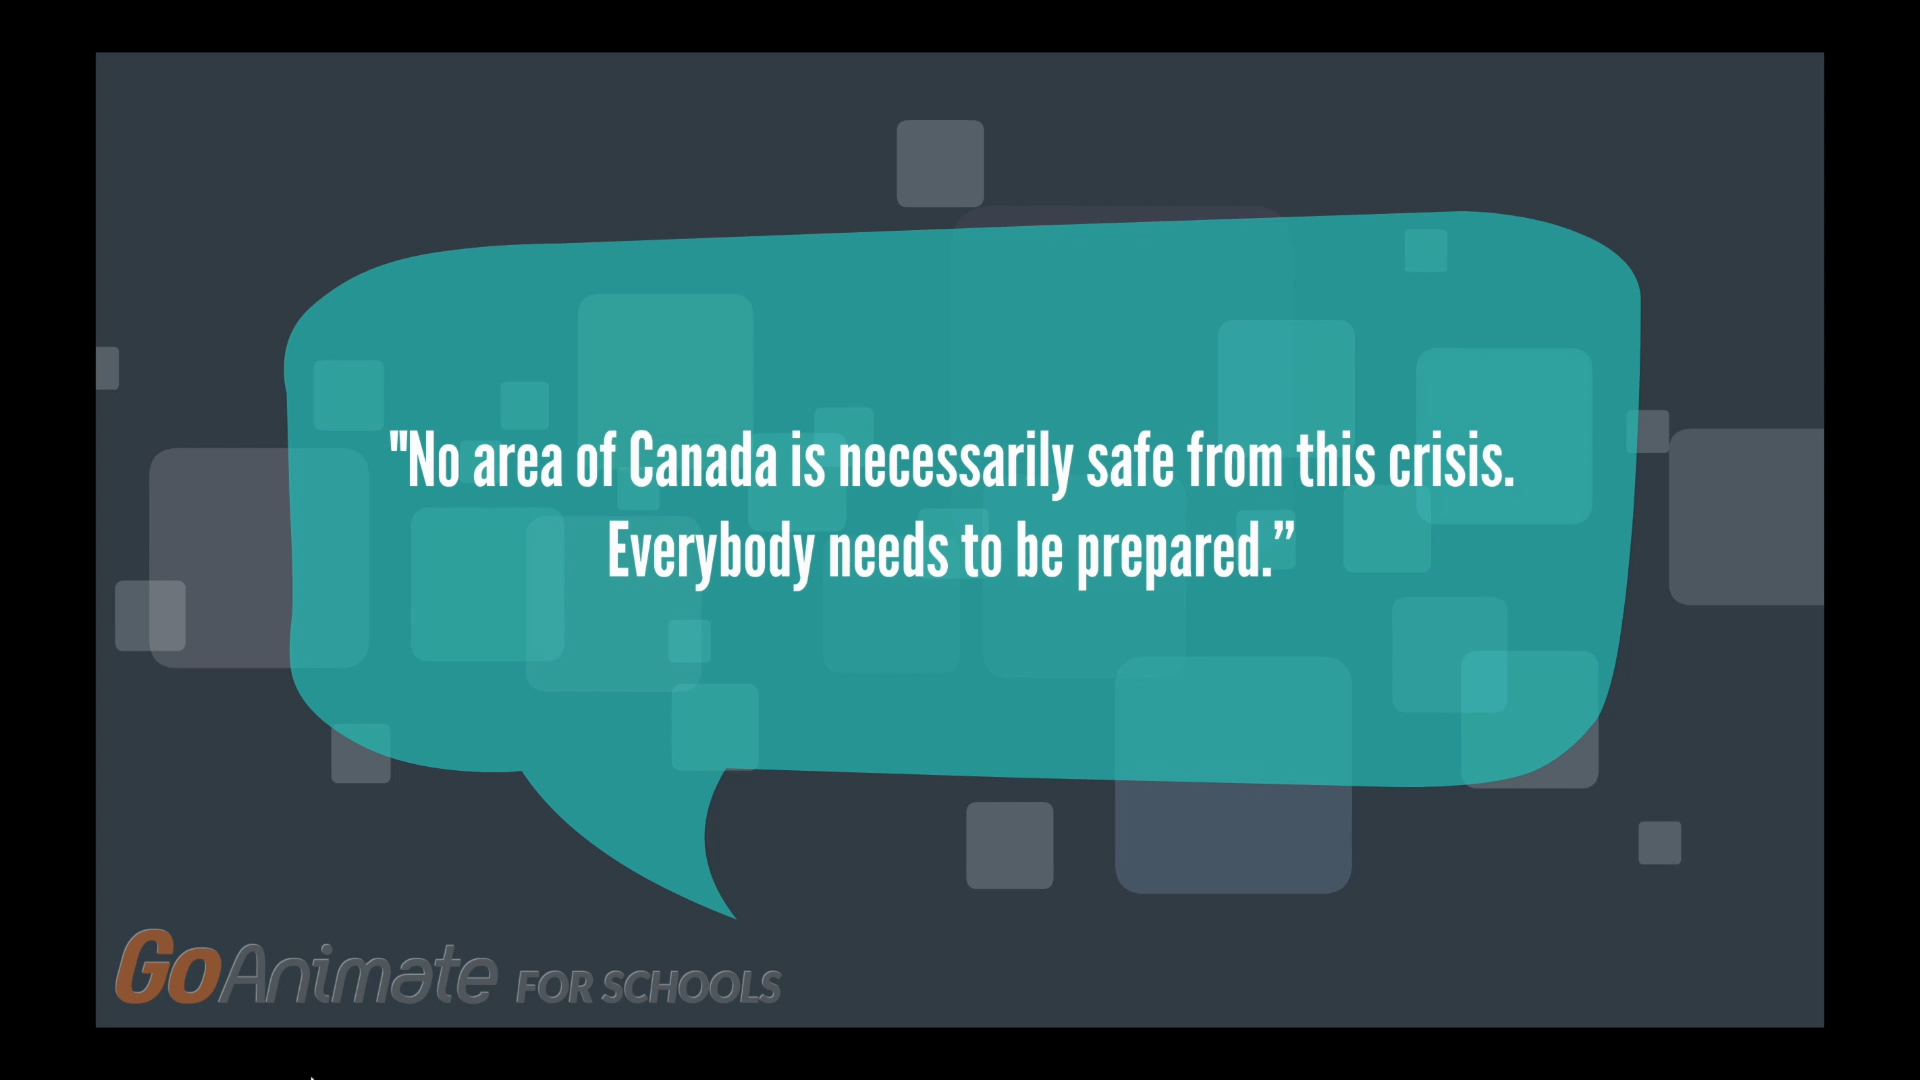 "No area of Canada is necessarily safe from this crisis.
Everybody needs to be prepared.”
GoAnimate FOR SCHOOLS